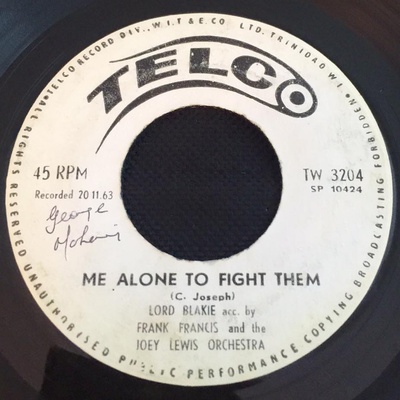 TELCO RECORD DIV., W.I.T & E.CO. LTD., TRINIDAD W.I.
TELCO
45 RPM
TW 3204
SP 10424
Recorded 20 11.63
George
ME ALONE TO FIGHT THEM
(C. Joseph)
LORD BLAKIE acc. by
FRANK FRANCIS and the
JOEY LEWIS ORCHESTRA
ALL RIGHTS RESERVED UNAUTHORISED PUBLIC PERFORMANCE COPYING BROADCASTING FORBIDDEN